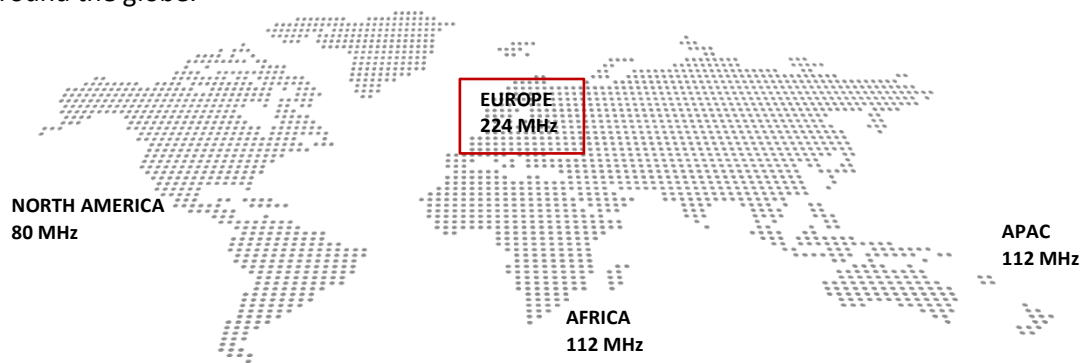 round the globe.
EUROPE
224 MHz
NORTH AMERICA
80 MHz
APAC
112 MHz
AFRICA
112 MHz